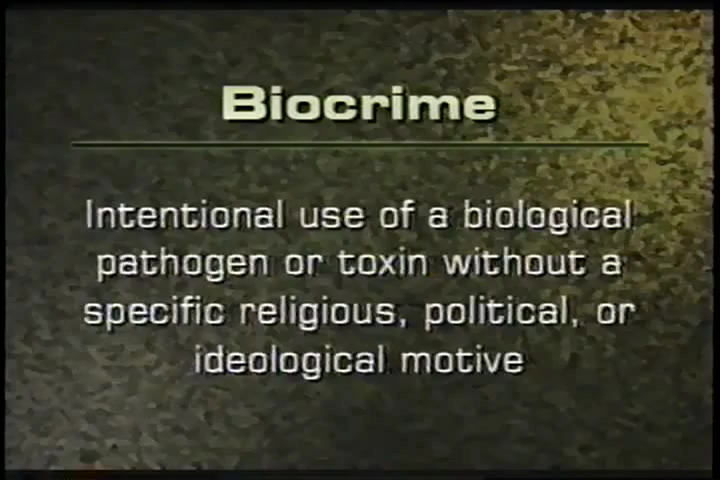 Biocrime
Intentional use of a biological
pathogen or toxin without a
specific religious, political, or
ideological motive